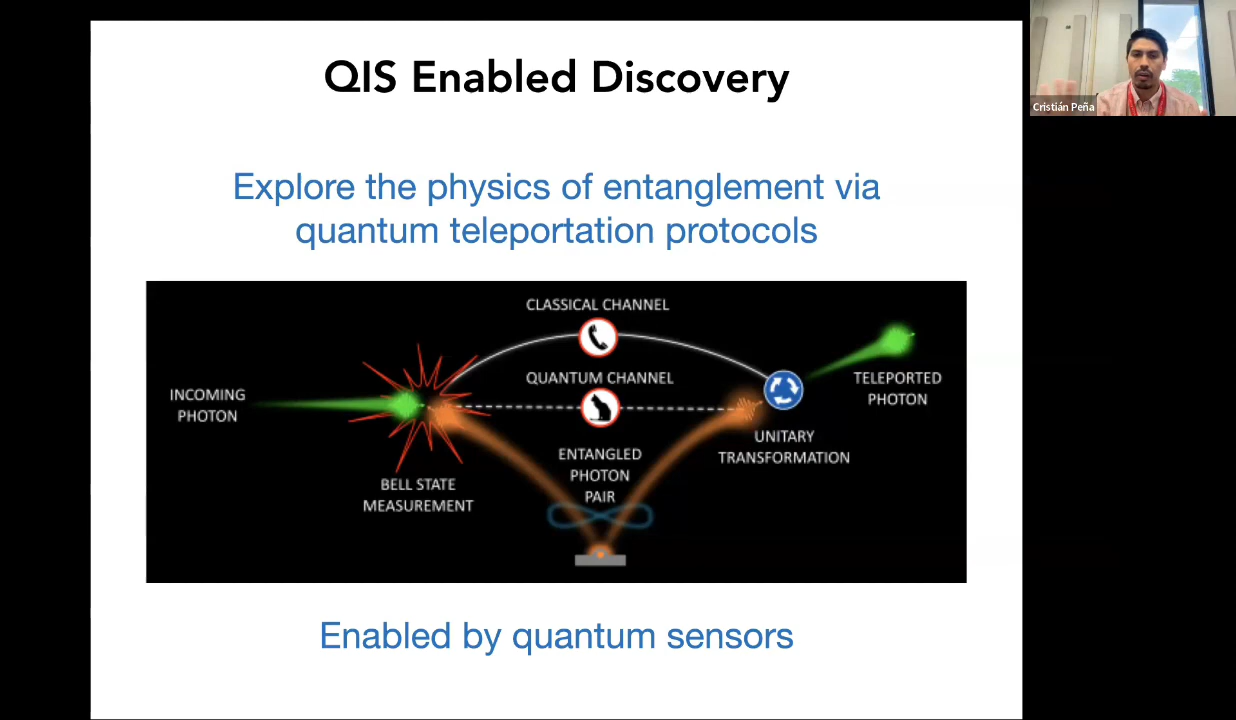 QIS Enabled Discovery
Cristián Peña
Explore the physics of entanglement via
quantum teleportation protocols
CLASSICAL CHANNEL
QUANTUM CHANNEL
INCOMING
PHOTON
TELEPORTED
PHOTON
UNITARY
TRANSFORMATION
ENTANGLED
PHOTON
PAIR
BELL STATE
MEASUREMENT
Enabled by quantum sensors